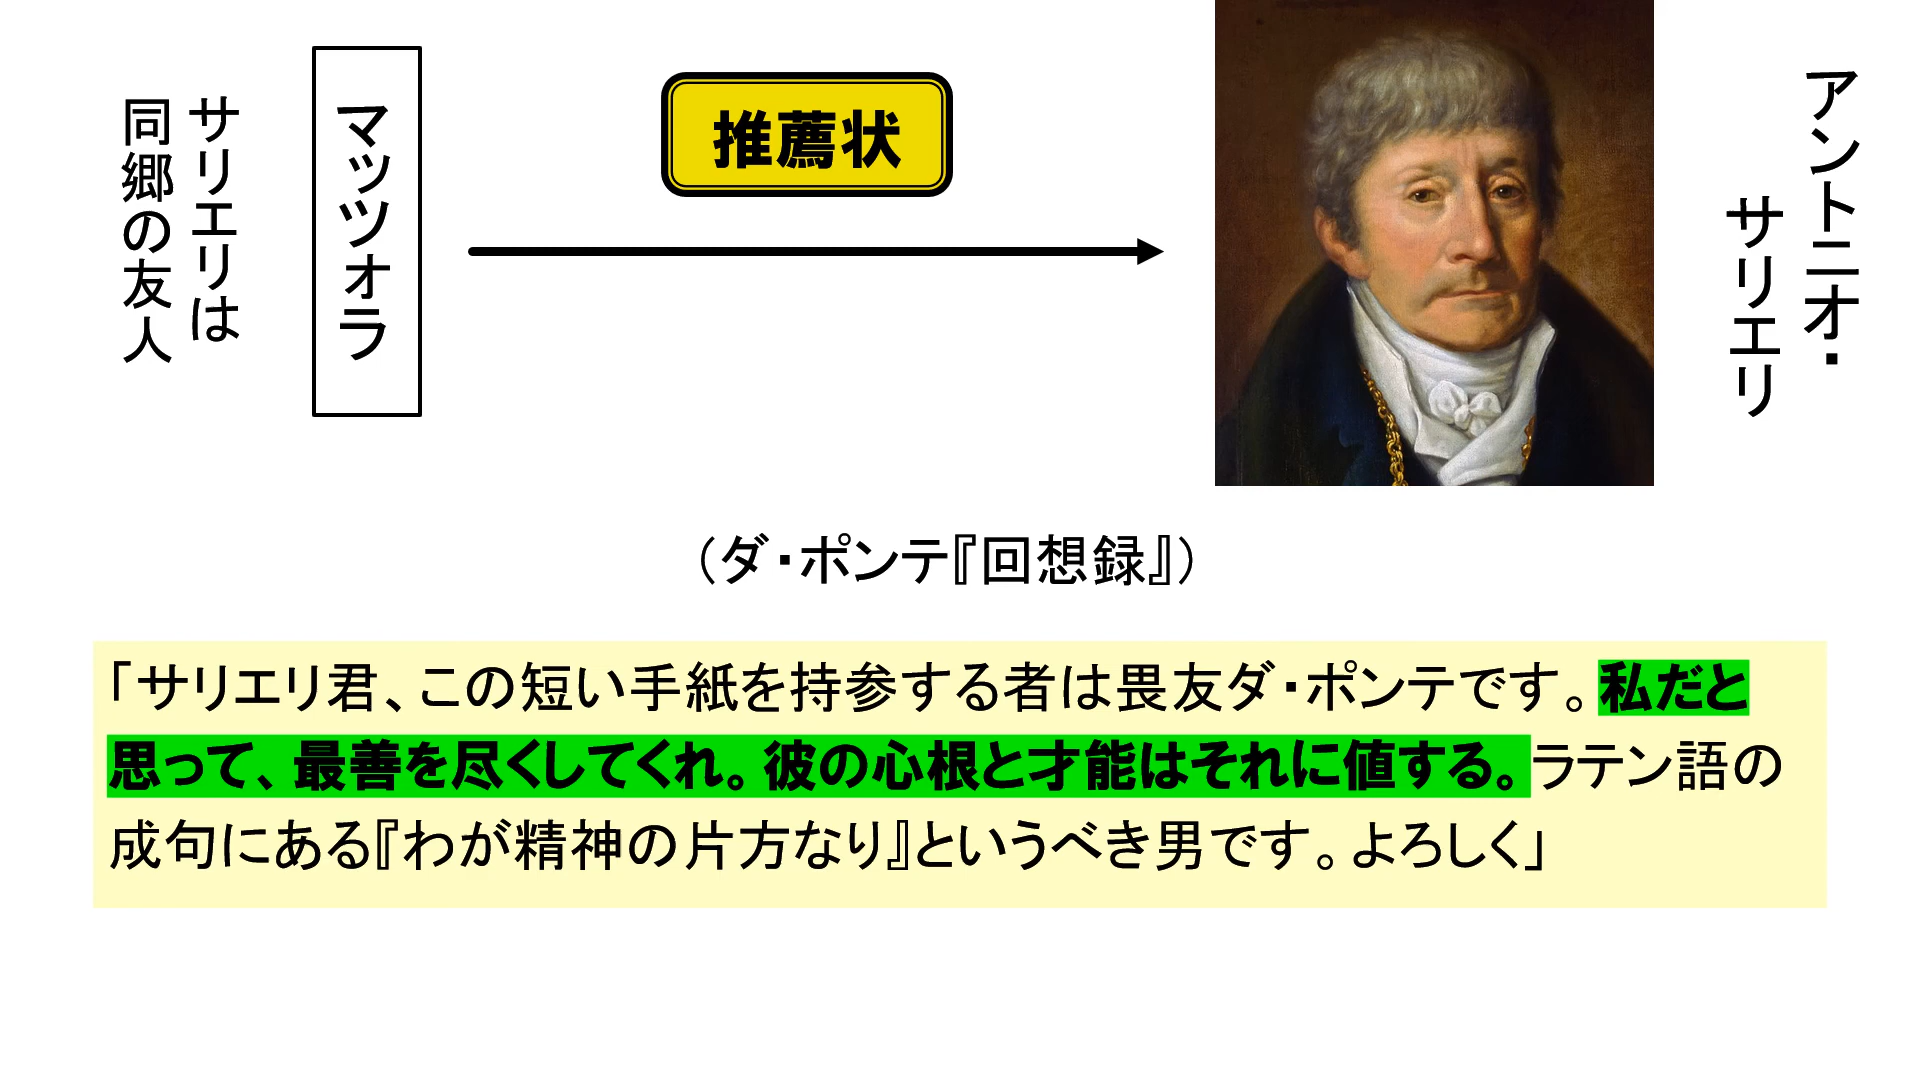 サリエリは
同郷の友人
マッツォラ
推薦状
アントニオ・
サリエリ
（ダ・ポンテ『回想録』）
「サリエリ君、この短い手紙を持参する者は畏友ダ・ポンテです。私だと
思って、最善を尽くしてくれ。彼の心根と才能はそれに値する。ラテン語の
成句にある『わが精神の片方なり』というべき男です。よろしく」